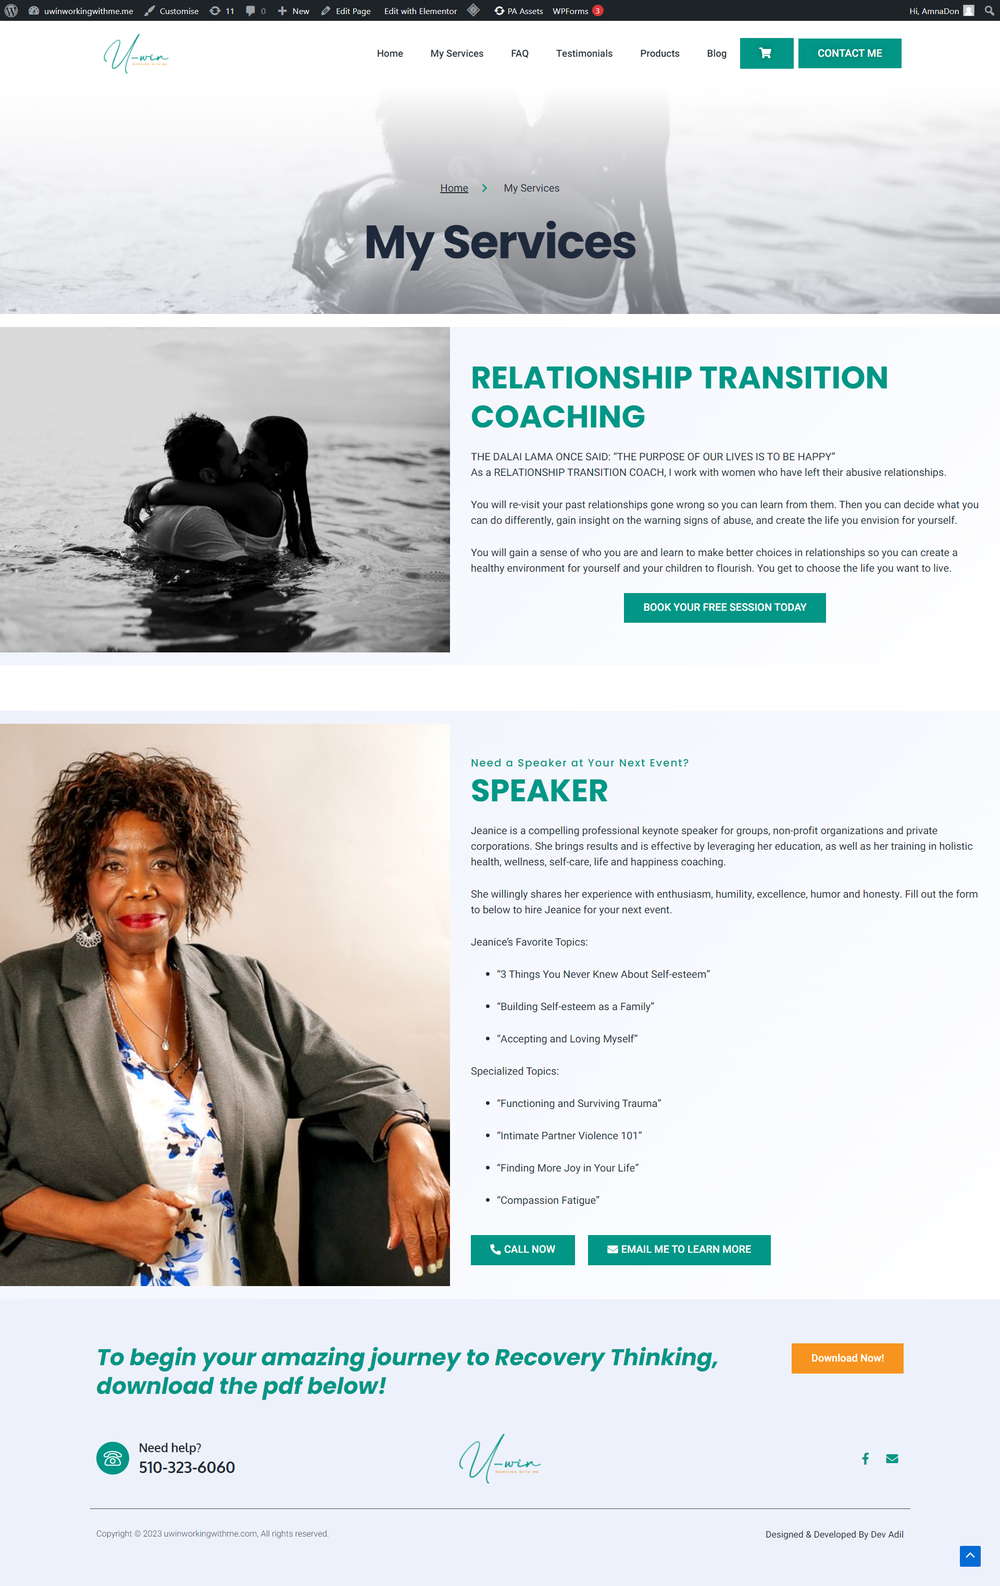 uwinworkingwithme.me Customise 11 0 New Edit Page Edit with Elementor PA Assets WPForms 3 Hi, AmnaDon
U-win
WORKING WITH ME
Home My Services FAQ Testimonials Products Blog CONTACT ME
Home > My Services
My Services
RELATIONSHIP TRANSITION
COACHING
THE DALAI LAMA ONCE SAID: “THE PURPOSE OF OUR LIVES IS TO BE HAPPY”
As a RELATIONSHIP TRANSITION COACH, I work with women who have left their abusive relationships.
You will re-visit your past relationships gone wrong so you can learn from them. Then you can decide what you
can do differently, gain insight on the warning signs of abuse, and create the life you envision for yourself.
You will gain a sense of who you are and learn to make better choices in relationships so you can create a
healthy environment for yourself and your children to flourish. You get to choose the life you want to live.
BOOK YOUR FREE SESSION TODAY
Need a Speaker at Your Next Event?
SPEAKER
Jeanice is a compelling professional keynote speaker for groups, non-profit organizations and private
corporations. She brings results and is effective by leveraging her education, as well as her training in holistic
health, wellness, self-care, life and happiness coaching.
She willingly shares her experience with enthusiasm, humility, excellence, humor and honesty. Fill out the form
to below to hire Jeanice for your next event.
Jeanice’s Favorite Topics:
• “3 Things You Never Knew About Self-esteem”
• “Building Self-esteem as a Family”
• “Accepting and Loving Myself”
Specialized Topics:
• “Functioning and Surviving Trauma”
• “Intimate Partner Violence 101”
• “Finding More Joy in Your Life”
• “Compassion Fatigue”
CALL NOW EMAIL ME TO LEARN MORE
To begin your amazing journey to Recovery Thinking,
download the pdf below!
Download Now!
Need help?
510-323-6060
U-win
WORKING WITH ME
Copyright © 2023 uwinworkingwithme.com, All rights reserved.
Designed & Developed By Dev Adil